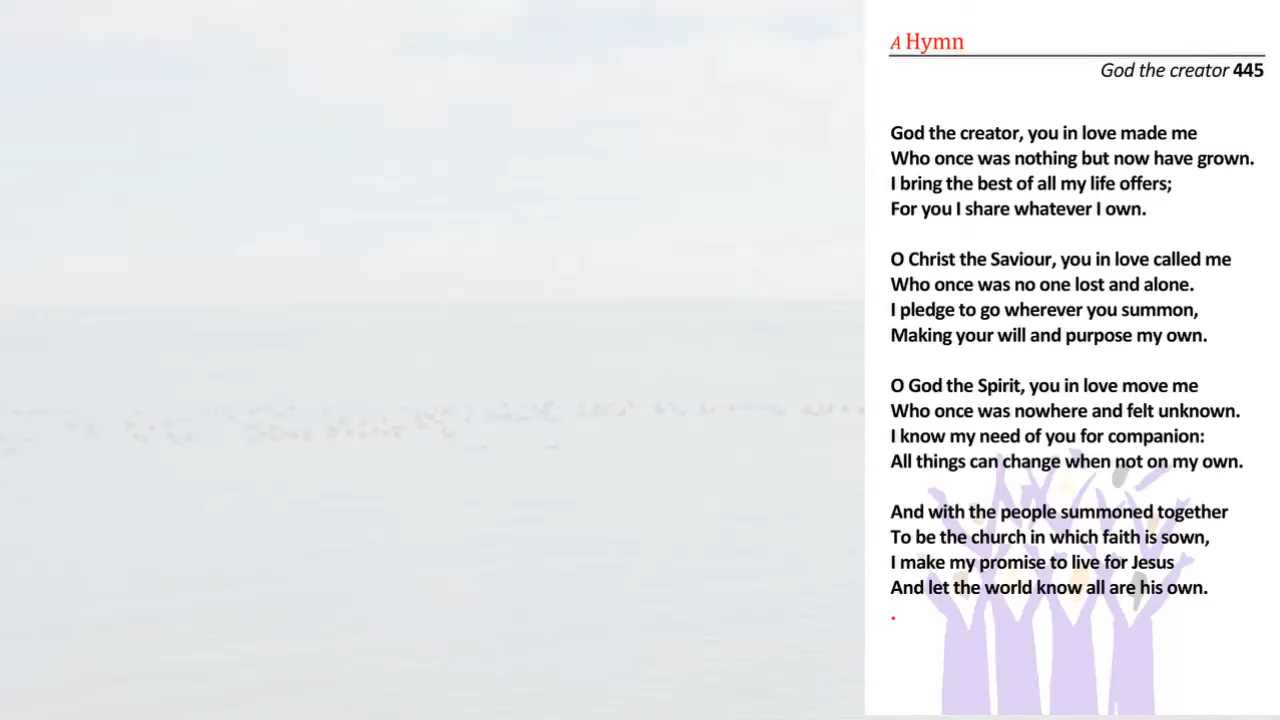 A Hymn
God the creator 445
God the creator, you in love made me
Who once was nothing but now have grown.
I bring the best of all my life offers;
For you I share whatever I own.
O Christ the Saviour, you in love called me
Who once was no one lost and alone.
I pledge to go wherever you summon,
Making your will and purpose my own.
O God the Spirit, you in love move me
Who once was nowhere and felt unknown.
I know my need of you for companion:
All things can change when not on my own.
And with the people summoned together
To be the church in which faith is sown,
I make my promise to live for Jesus
And let the world know all are his own.
.